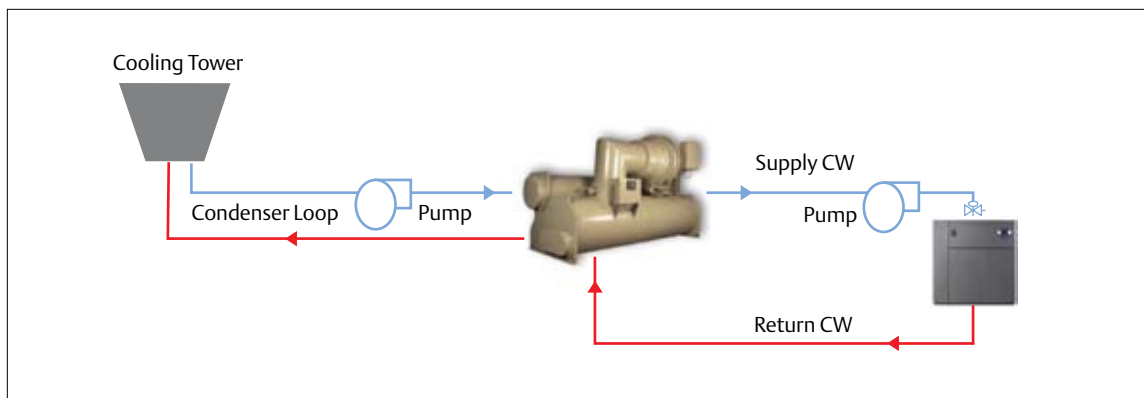 Cooling Tower
Condenser Loop
Pump
Supply CW
Pump
Return CW